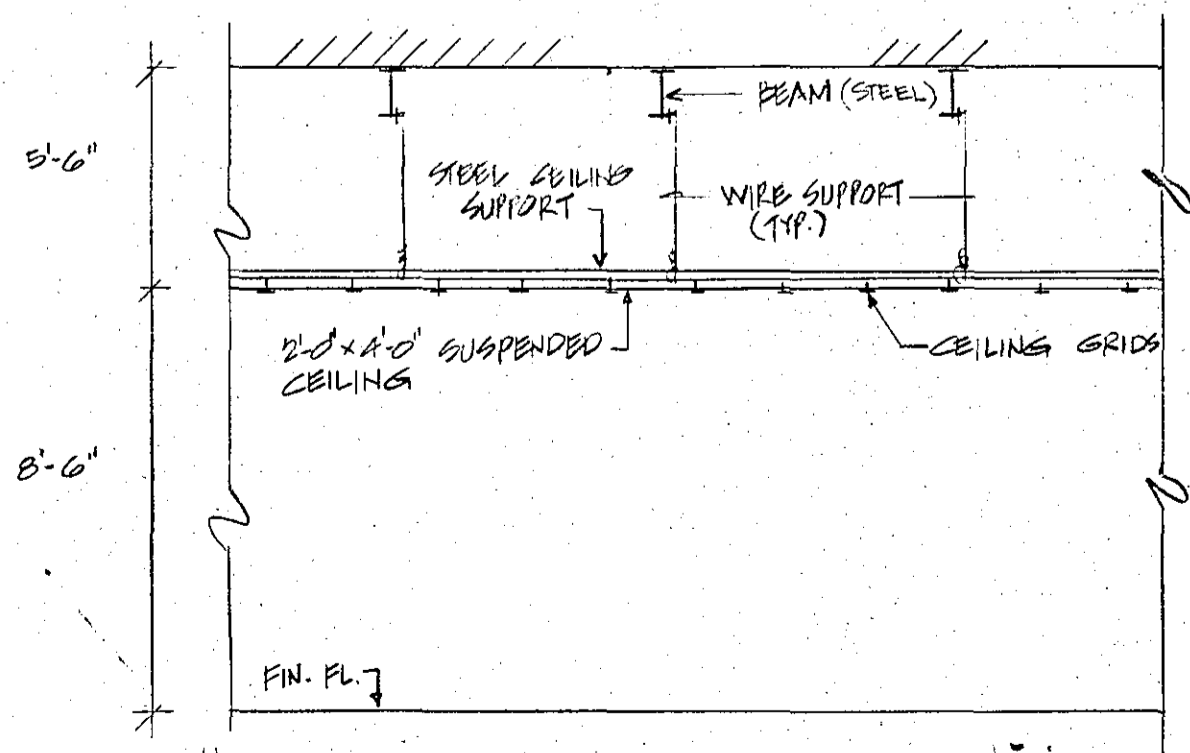 BEAM (STEEL)
5'-6"
STEEL CEILING
SUPPORT
WIRE SUPPORT
(TYP.)
2'-0" x 4'-0" SUSPENDED
CEILING
CEILING GRIDS
8'-6"
FIN. FL.